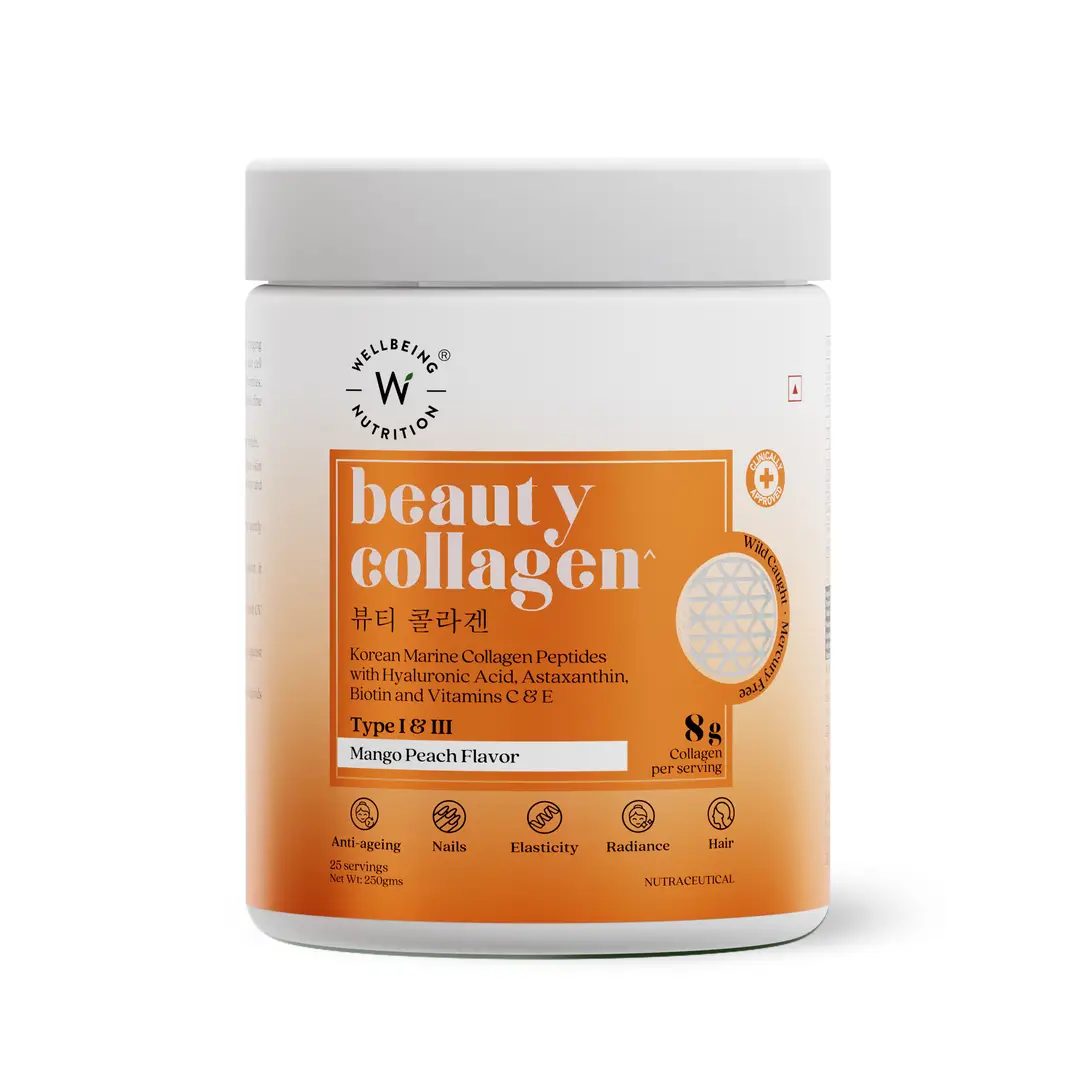 WELLBEING
®
W
NUTRITION
CLINICALLY
APPROVED
beauty
collagen^
뷰티 콜라겐
Wild Caught · Mercury Free
Korean Marine Collagen Peptides
with Hyaluronic Acid, Astaxanthin,
Biotin and Vitamins C & E
Type I & III
Mango Peach Flavor
8g
Collagen
per serving
Anti-ageing
Nails
Elasticity
Radiance
Hair
25 servings
Net Wt: 250gms
NUTRACEUTICAL